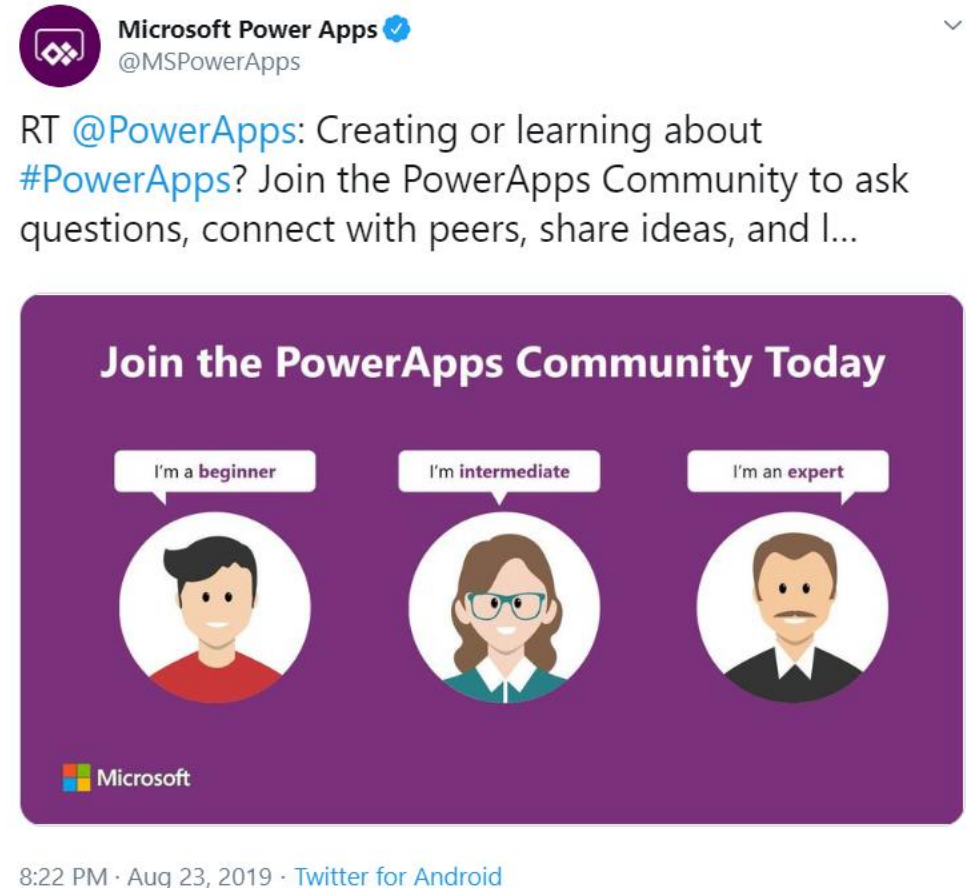 Microsoft Power Apps
@MSPowerApps
RT @PowerApps: Creating or learning about
#PowerApps? Join the PowerApps Community to ask
questions, connect with peers, share ideas, and l...
Join the PowerApps Community Today
I'm a beginner
I'm intermediate
I'm an expert
Microsoft
8:22 PM · Aug 23, 2019 · Twitter for Android